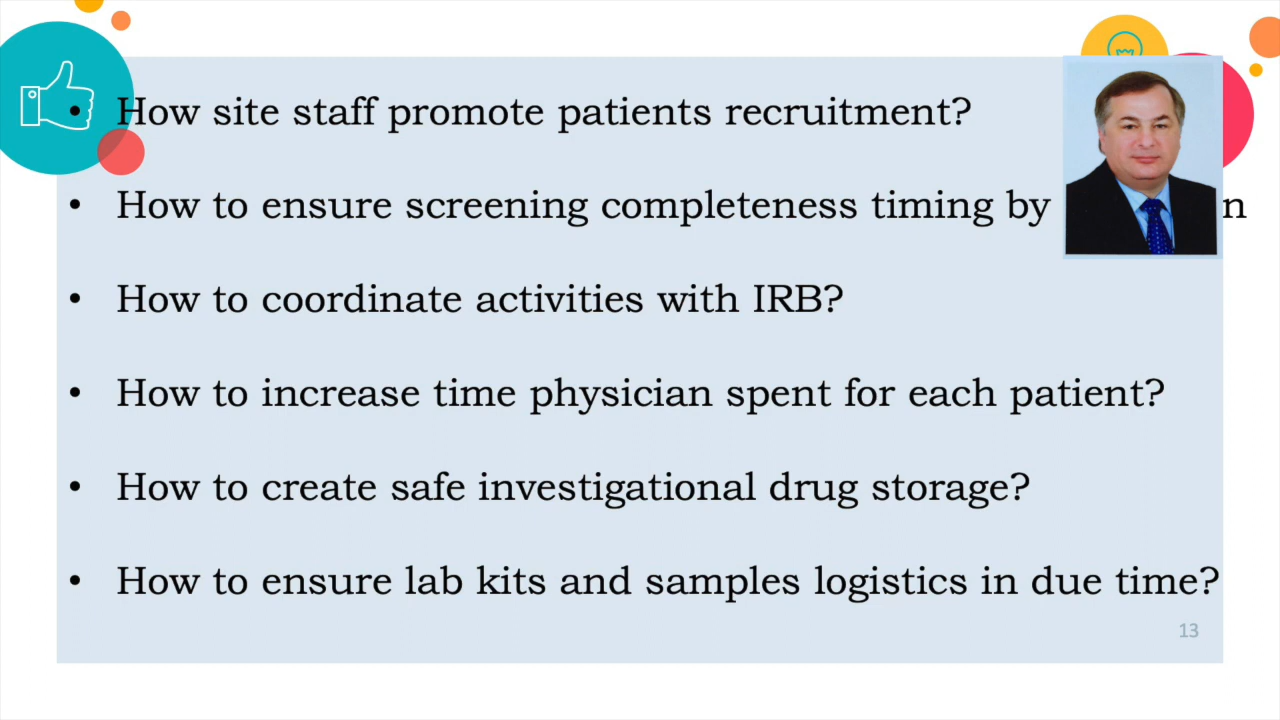 • How site staff promote patients recruitment?
• How to ensure screening completeness timing by n
• How to coordinate activities with IRB?
• How to increase time physician spent for each patient?
• How to create safe investigational drug storage?
• How to ensure lab kits and samples logistics in due time?
13